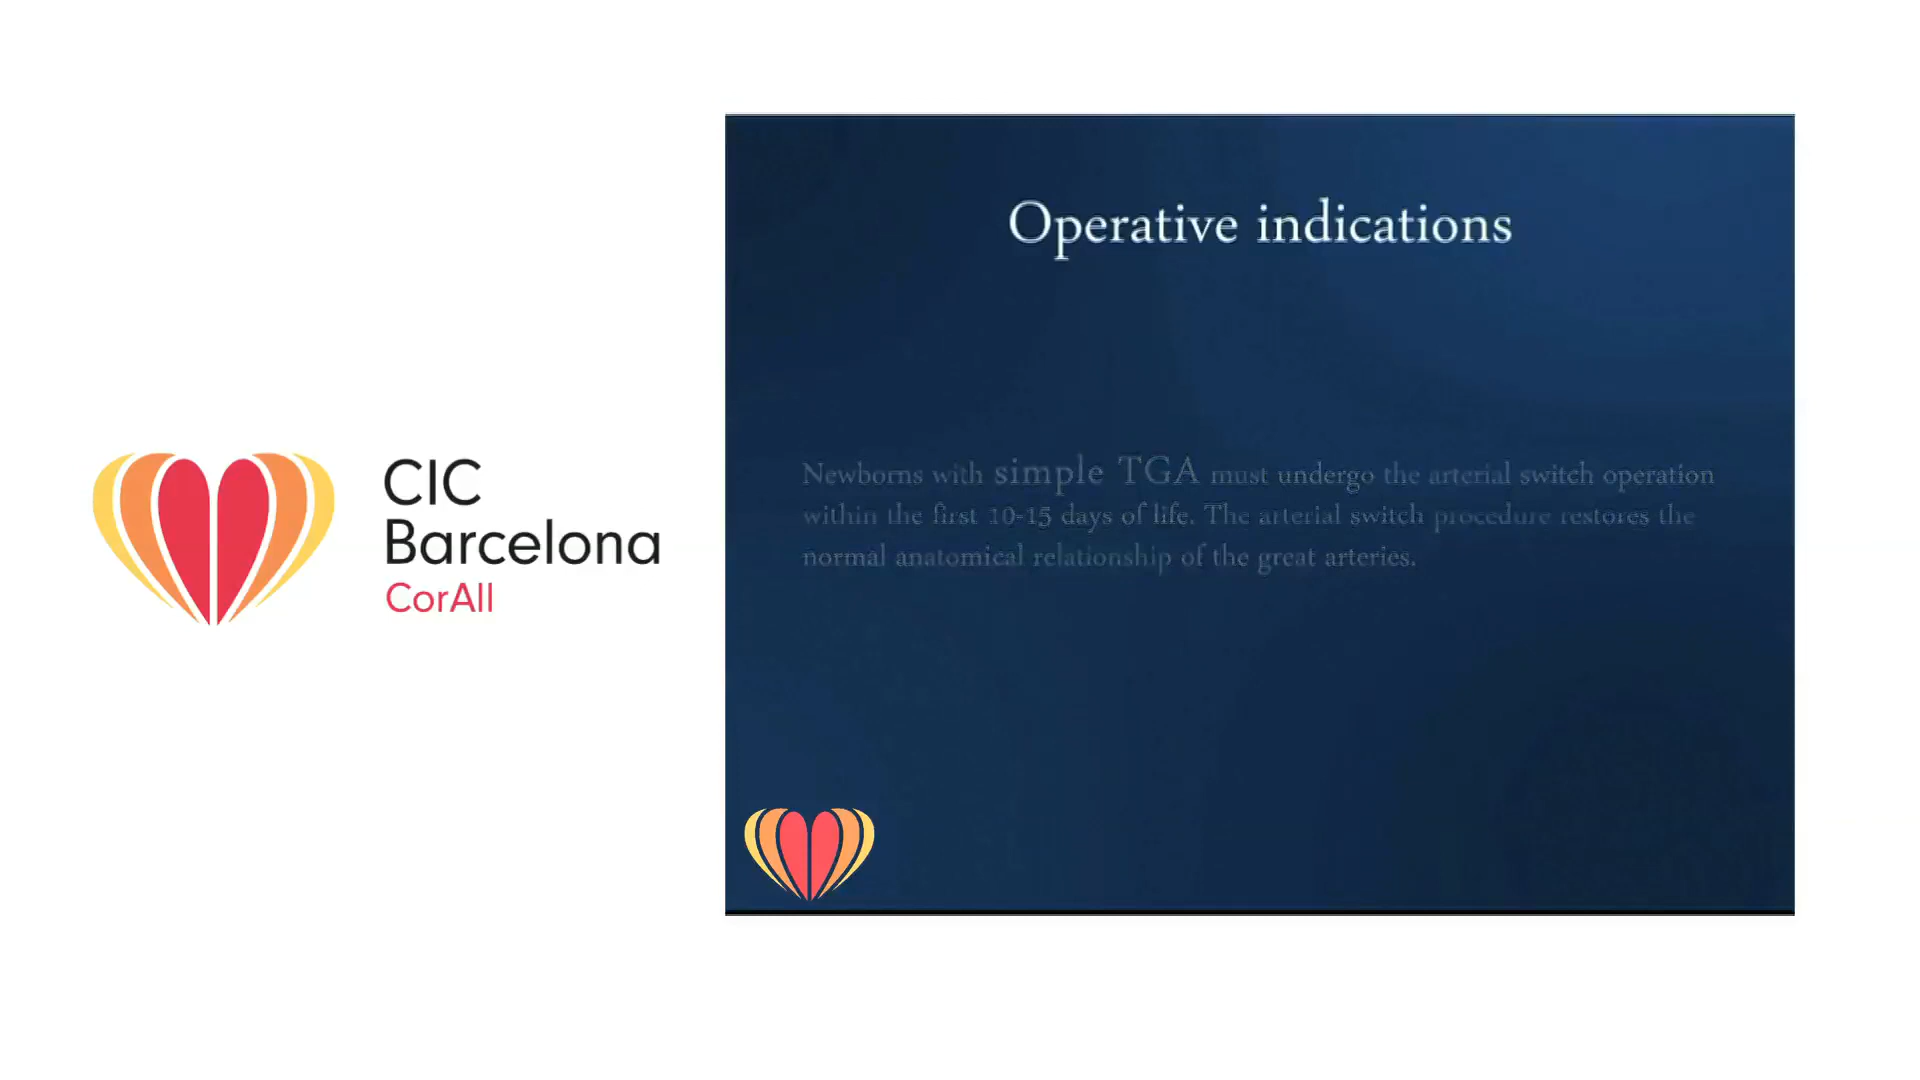 CIC
Barcelona
CorAll
Operative indications
Newborns with simple TGA must undergo the arterial switch operation
within the first 10-15 days of life. The arterial switch procedure restores the
normal anatomical relationship of the great arteries.